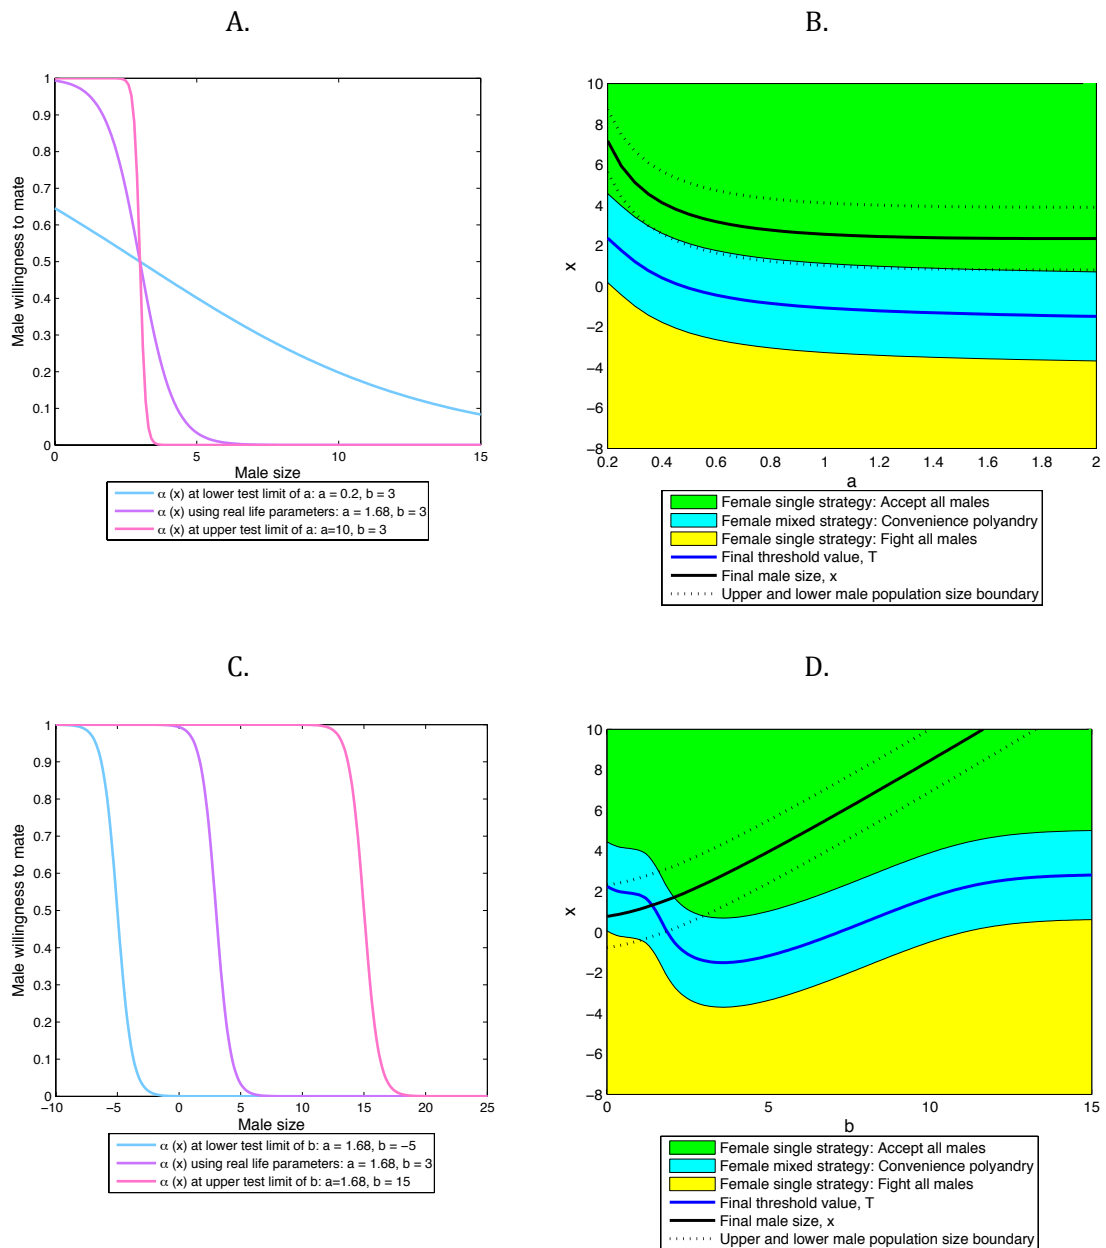 A.
1
0.9
0.8
0.7
0.6
0.5
0.4
0.3
0.2
0.1
0
Male willingness to mate
0 5 10 15
Male size
α (x) at lower test limit of a: a = 0.2, b = 3
α (x) using real life parameters: a = 1.68, b = 3
α (x) at upper test limit of a: a=10, b = 3
B.
10
8
6
4
2
0
−2
−4
−6
−8
x
0.2 0.4 0.6 0.8 1 1.2 1.4 1.6 1.8 2
a
Female single strategy: Accept all males
Female mixed strategy: Convenience polyandry
Female single strategy: Fight all males
Final threshold value, T
Final male size, x
Upper and lower male population size boundary
C.
1
0.9
0.8
0.7
0.6
0.5
0.4
0.3
0.2
0.1
0
Male willingness to mate
−10 −5 0 5 10 15 20 25
Male size
α (x) at lower test limit of b: a = 1.68, b = −5
α (x) using real life parameters: a = 1.68, b = 3
α (x) at upper test limit of b: a=1.68, b = 15
D.
10
8
6
4
2
0
−2
−4
−6
−8
x
0 5 10 15
b
Female single strategy: Accept all males
Female mixed strategy: Convenience polyandry
Female single strategy: Fight all males
Final threshold value, T
Final male size, x
Upper and lower male population size boundary